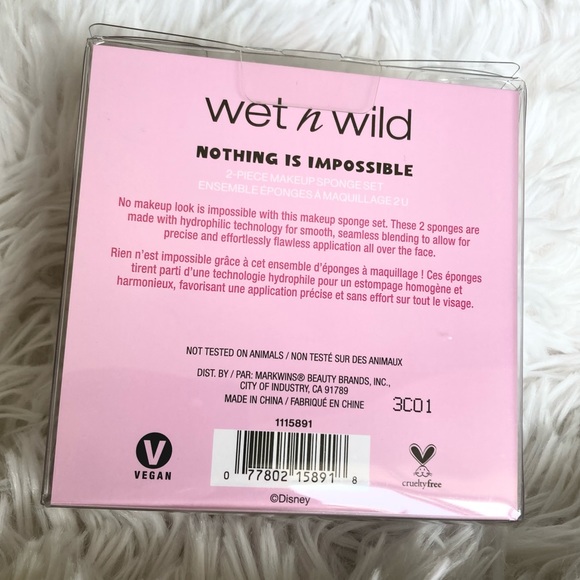 wet n wild
NOTHING IS IMPOSSIBLE
2-PIECE MAKEUP SPONGE SET
ENSEMBLE ÉPONGES À MAQUILLAGE 2 U
No makeup look is impossible with this makeup sponge set. These 2 sponges are
made with hydrophilic technology for smooth, seamless blending to allow for
precise and effortlessly flawless application all over the face.
Rien n'est impossible grâce à cet ensemble d'éponges à maquillage ! Ces éponges
tirent parti d'une technologie hydrophile pour un estompage homogène et
harmonieux, favorisant une application précise et sans effort sur tout le visage.
NOT TESTED ON ANIMALS / NON TESTÉ SUR DES ANIMAUX
DIST. BY / PAR: MARKWINS® BEAUTY BRANDS, INC.,
CITY OF INDUSTRY, CA 91789
MADE IN CHINA / FABRIQUÉ EN CHINE
3C01
1115891
V
VEGAN
0 77802 15891 8
crueltyfree
©Disney